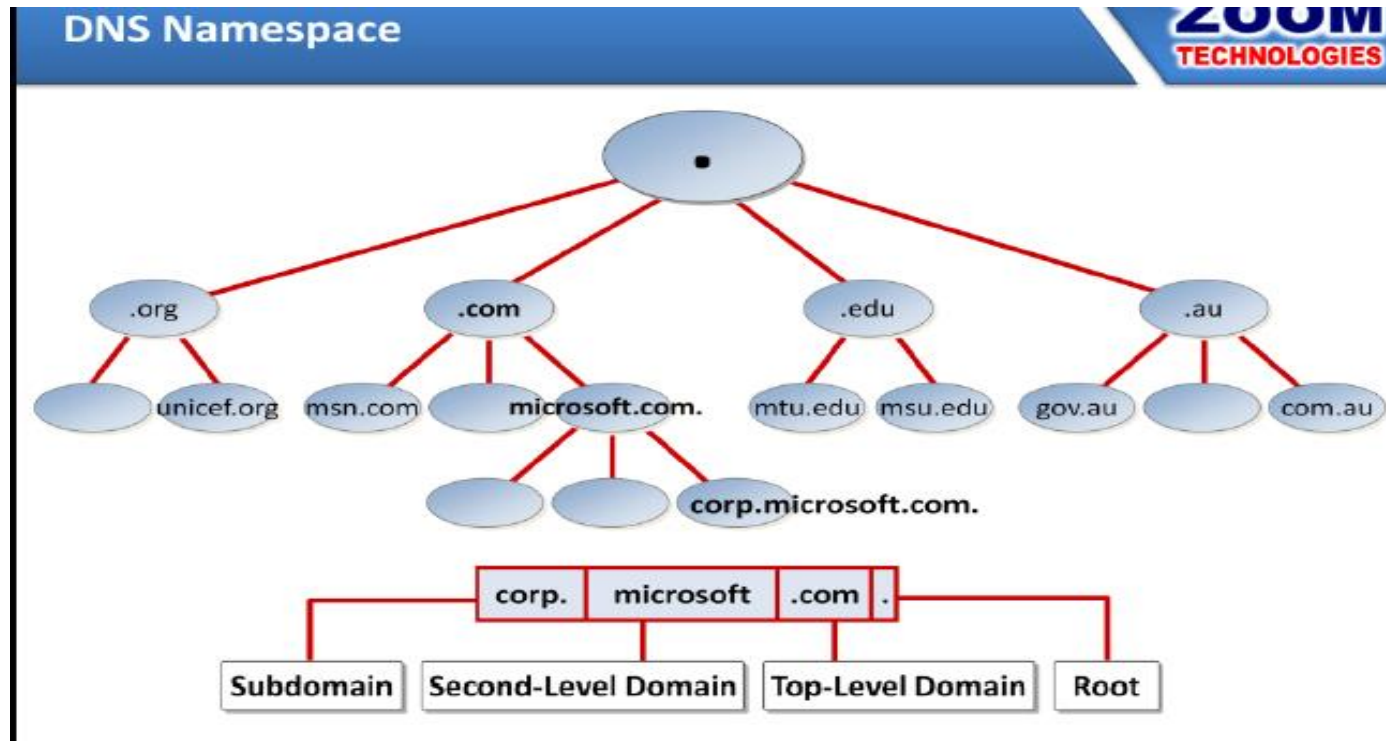 DNS Namespace
ZOOM
TECHNOLOGIES
.
.org .com .edu .au
unicef.org msn.com microsoft.com. mtu.edu msu.edu gov.au com.au
corp.microsoft.com.
corp. microsoft .com .
Subdomain Second-Level Domain Top-Level Domain Root